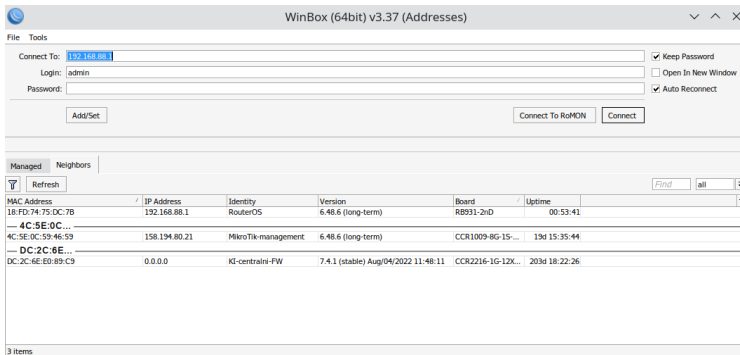 WinBox (64bit) v3.37 (Addresses)
File Tools
Connect To: 192.168.88.1
Keep Password
Login: admin
Open In New Window
Password:
Auto Reconnect
Add/Set
Connect To RoMON
Connect
Managed Neighbors
Refresh
Find
all
MAC Address / IP Address Identity Version Board / Uptime
18:FD:74:75:DC:7B 192.168.88.1 RouterOS 6.48.6 (long-term) RB931-2nD 00:53:41
— 4C:5E:0C...
4C:5E:0C:59:46:59 158.194.80.21 MikroTik-management 6.48.6 (long-term) CCR1009-8G-1S-... 19d 15:35:44
— DC:2C:6E...
DC:2C:6E:E0:89:C9 0.0.0.0 KI-centralni-FW 7.4.1 (stable) Aug/04/2022 11:48:11 CCR2216-1G-12X... 203d 18:22:26
3 items